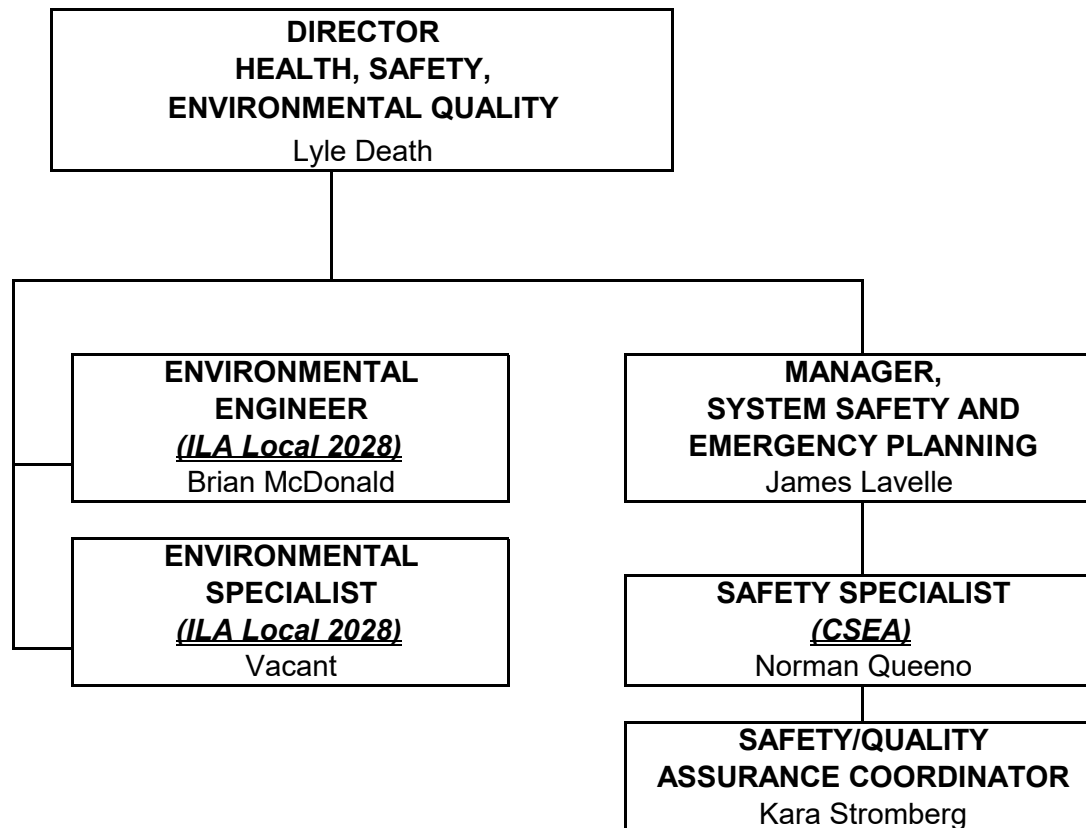 DIRECTOR
HEALTH, SAFETY,
ENVIRONMENTAL QUALITY
Lyle Death
ENVIRONMENTAL
ENGINEER
(ILA Local 2028)
Brian McDonald
ENVIRONMENTAL
SPECIALIST
(ILA Local 2028)
Vacant
MANAGER,
SYSTEM SAFETY AND
EMERGENCY PLANNING
James Lavelle
SAFETY SPECIALIST
(CSEA)
Norman Queeno
SAFETY/QUALITY
ASSURANCE COORDINATOR
Kara Stromberg